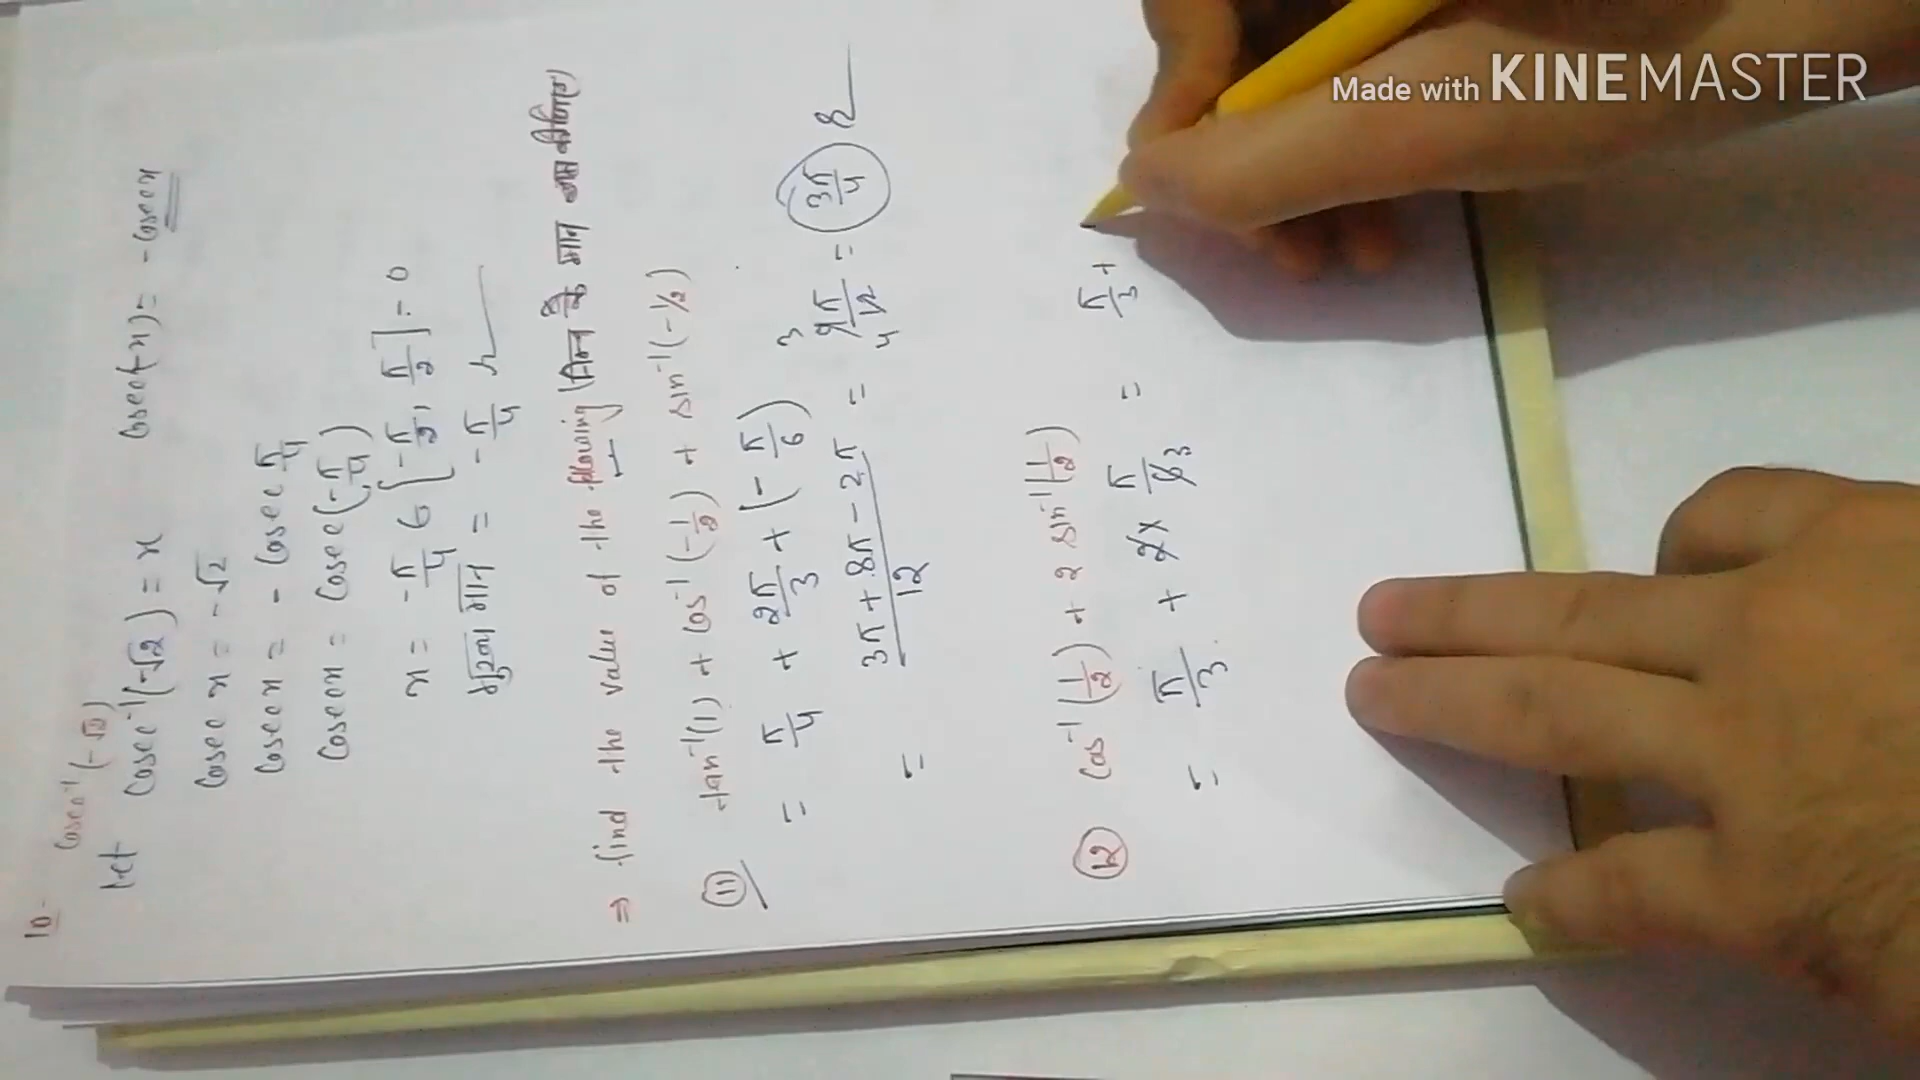 10- Cosec⁻¹(-√2)
Let Cosec⁻¹(-√2) = x Cosec(-x) = - Cosec x
Cosec x = -√2
Cosec x = - Cosec π/4
Cosec x = Cosec(-π/4)
x = -π/4 ∈ [-π/2, π/2] - 0
मुख्य मान = -π/4
⇒ find the value of the following (निम्न के मान ज्ञात कीजिए)
(11) tan⁻¹(1) + Cos⁻¹(-1/2) + sin⁻¹(-1/2)
= π/4 + 2π/3 + (-π/6)
= 3π + 8π - 2π/12 = 9π/12 = 3π/4
(12) Cos⁻¹(1/2) + 2 sin⁻¹(1/2)
= π/3 + 2 × π/6 3 = π/3 +
Made with KINEMASTER